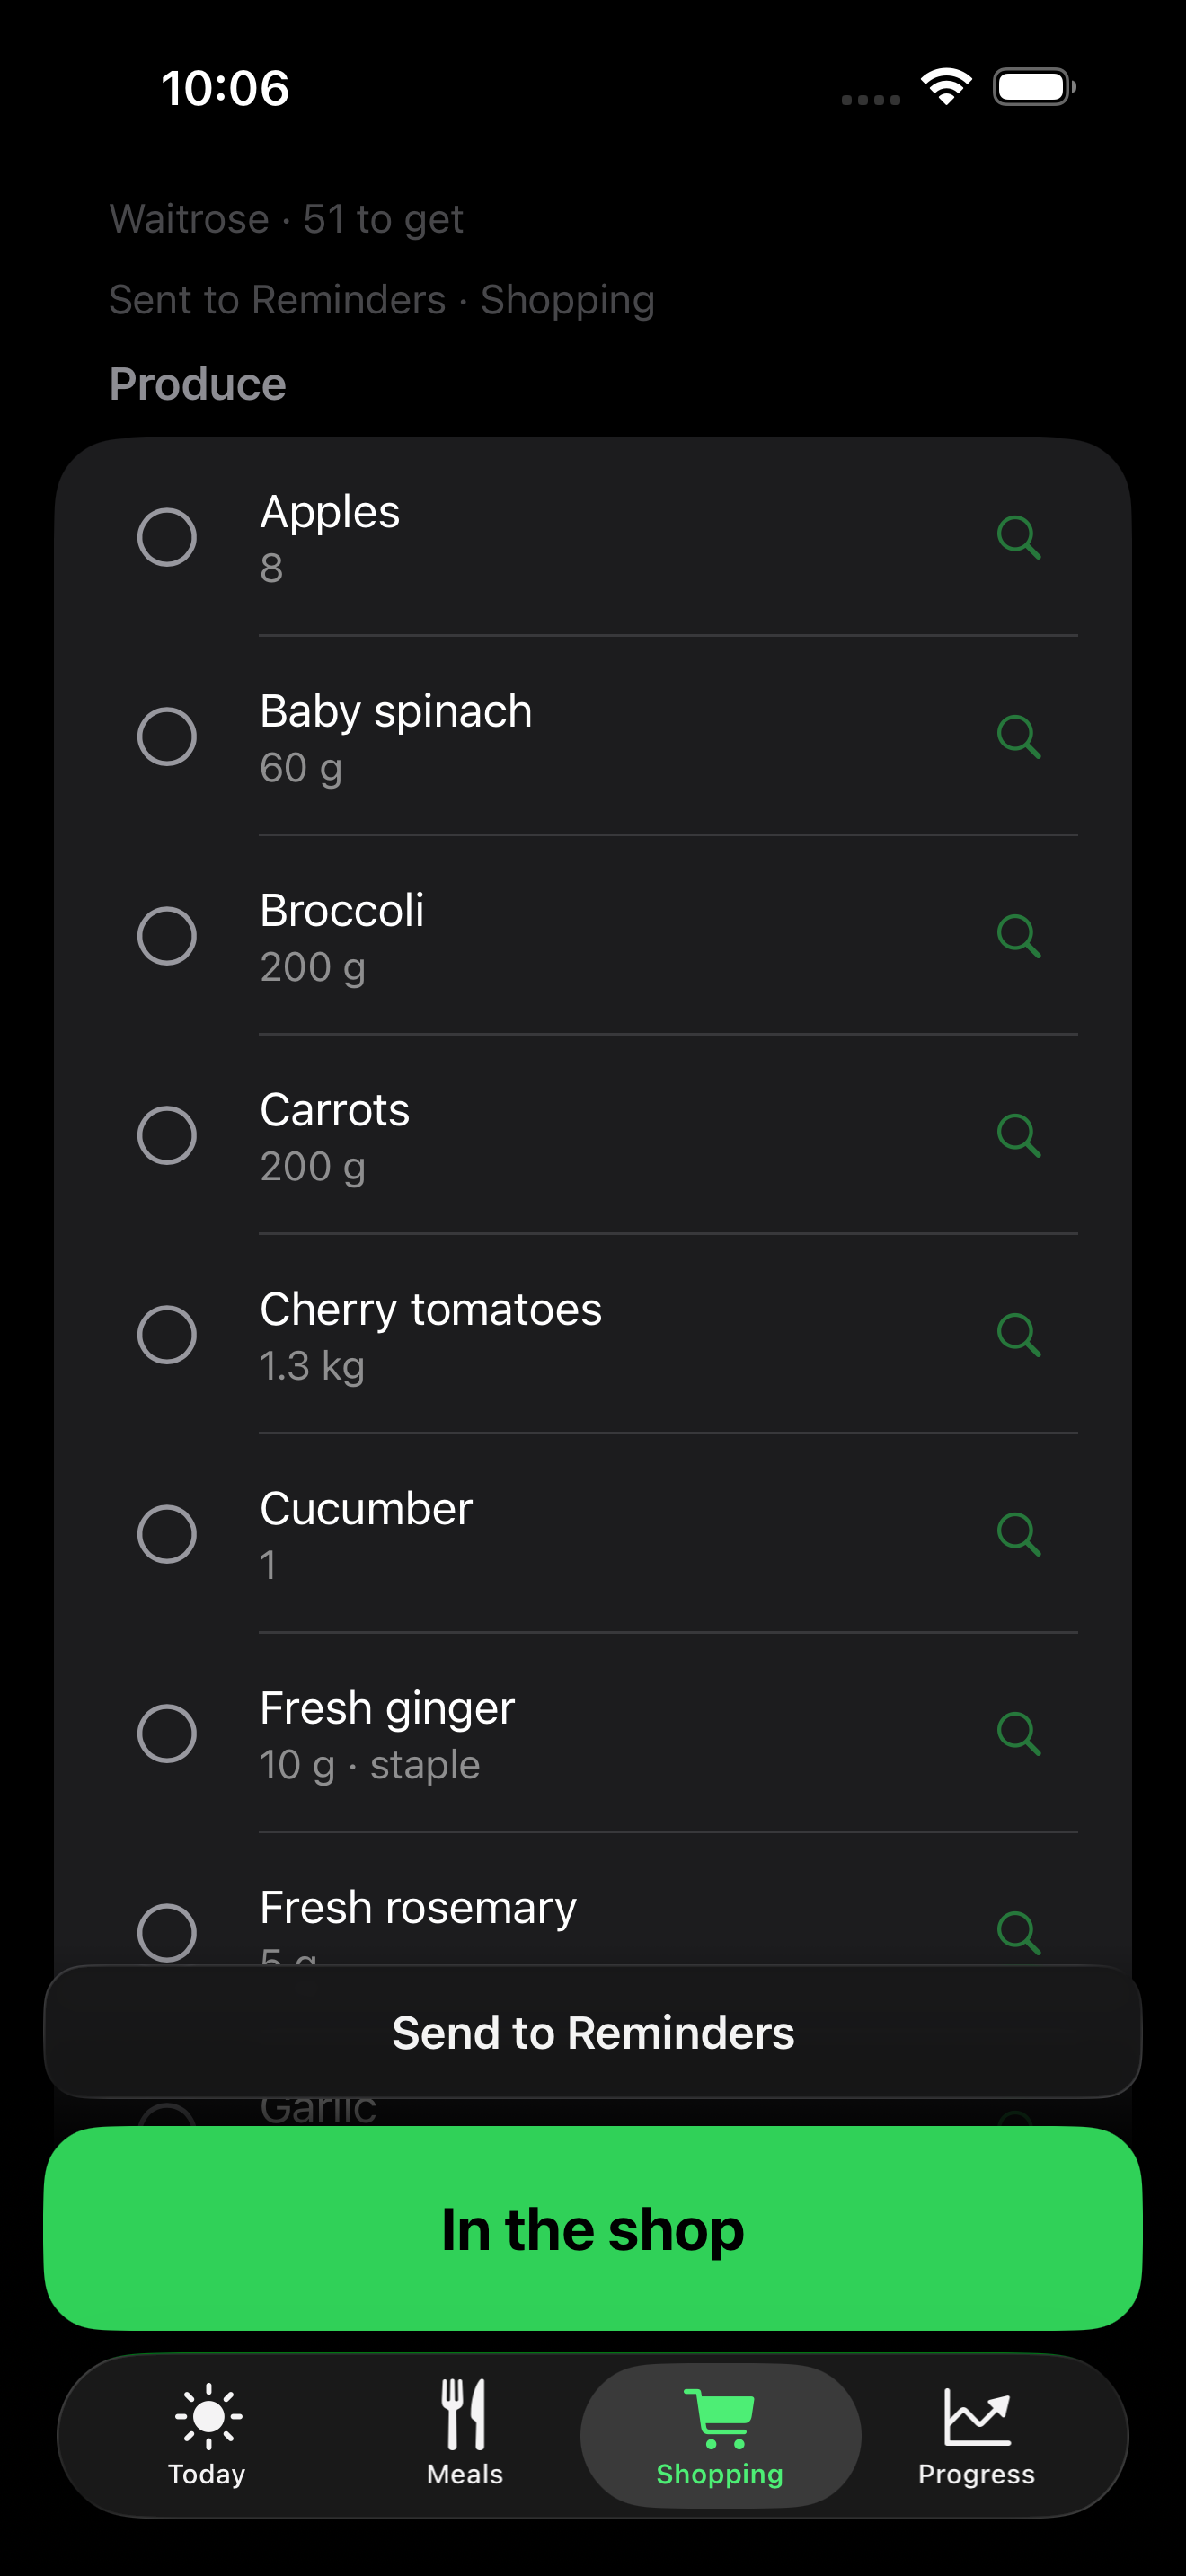 10:06
Waitrose · 51 to get
Sent to Reminders · Shopping
Produce
Apples
8
Baby spinach
60 g
Broccoli
200 g
Carrots
200 g
Cherry tomatoes
1.3 kg
Cucumber
1
Fresh ginger
10 g · staple
Fresh rosemary
5 g
Send to Reminders
Garlic
In the shop
Today
Meals
Shopping
Progress